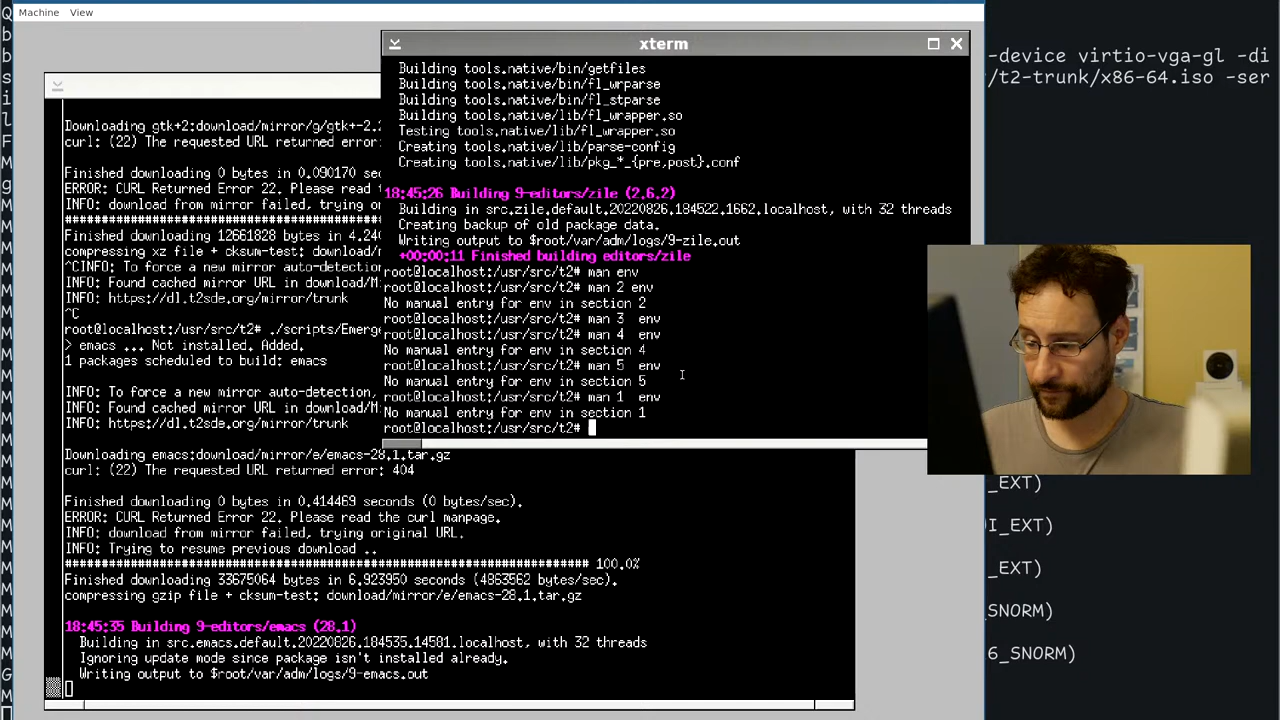 Machine View
xterm
-device virtio-vga-gl -di
/t2-trunk/x86-64.iso -ser
Building tools.native/bin/getfiles
Building tools.native/bin/fl_wrparse
Building tools.native/bin/fl_stparse
Building tools.native/lib/fl_wrapper.so
Testing tools.native/lib/fl_wrapper.so
Creating tools.native/lib/parse-config
Creating tools.native/lib/pkg_*_{pre,post}.conf
18:45:26 Building 9-editors/zile (2.6.2)
Building in src.zile.default.20220826.184522.1662.localhost, with 32 threads
Creating backup of old package data.
Writing output to $root/var/adm/logs/9-zile.out
+00:00:11 Finished building editors/zile
root@localhost:/usr/src/t2# man env
root@localhost:/usr/src/t2# man 2 env
No manual entry for env in section 2
root@localhost:/usr/src/t2# man 3  env
root@localhost:/usr/src/t2# man 4  env
No manual entry for env in section 4
root@localhost:/usr/src/t2# man 5  env
No manual entry for env in section 5
root@localhost:/usr/src/t2# man 1  env
No manual entry for env in section 1
root@localhost:/usr/src/t2#
Downloading gtk+2:download/mirror/g/gtk+-2.2
curl: (22) The requested URL returned error:
Finished downloading 0 bytes in 0.090170 sec
ERROR: CURL Returned Error 22. Please read t
INFO: download from mirror failed, trying or
############################################
Finished downloading 12661828 bytes in 4.240
compressing xz file + cksum-test: download/m
^CINFO: To force a new mirror auto-detection
INFO: Found cached mirror URL in download/Mi
INFO: https://dl.t2sde.org/mirror/trunk
^C
root@localhost:/usr/src/t2# ./scripts/Emerge
> emacs ... Not installed. Added.
1 packages scheduled to build: emacs
INFO: To force a new mirror auto-detection,
INFO: Found cached mirror URL in download/Mi
INFO: https://dl.t2sde.org/mirror/trunk
Downloading emacs:download/mirror/e/emacs-28.1.tar.gz
curl: (22) The requested URL returned error: 404
Finished downloading 0 bytes in 0.414469 seconds (0 bytes/sec).
ERROR: CURL Returned Error 22. Please read the curl manpage.
INFO: download from mirror failed, trying original URL.
INFO: Trying to resume previous download ..
######################################################################## 100.0%
Finished downloading 33675064 bytes in 6.923950 seconds (4863562 bytes/sec).
compressing gzip file + cksum-test: download/mirror/e/emacs-28.1.tar.gz
18:45:35 Building 9-editors/emacs (28.1)
Building in src.emacs.default.20220826.184535.14581.localhost, with 32 threads
Ignoring update mode since package isn't installed already.
Writing output to $root/var/adm/logs/9-emacs.out
_EXT)
I_EXT)
_EXT)
SNORM)
6_SNORM)